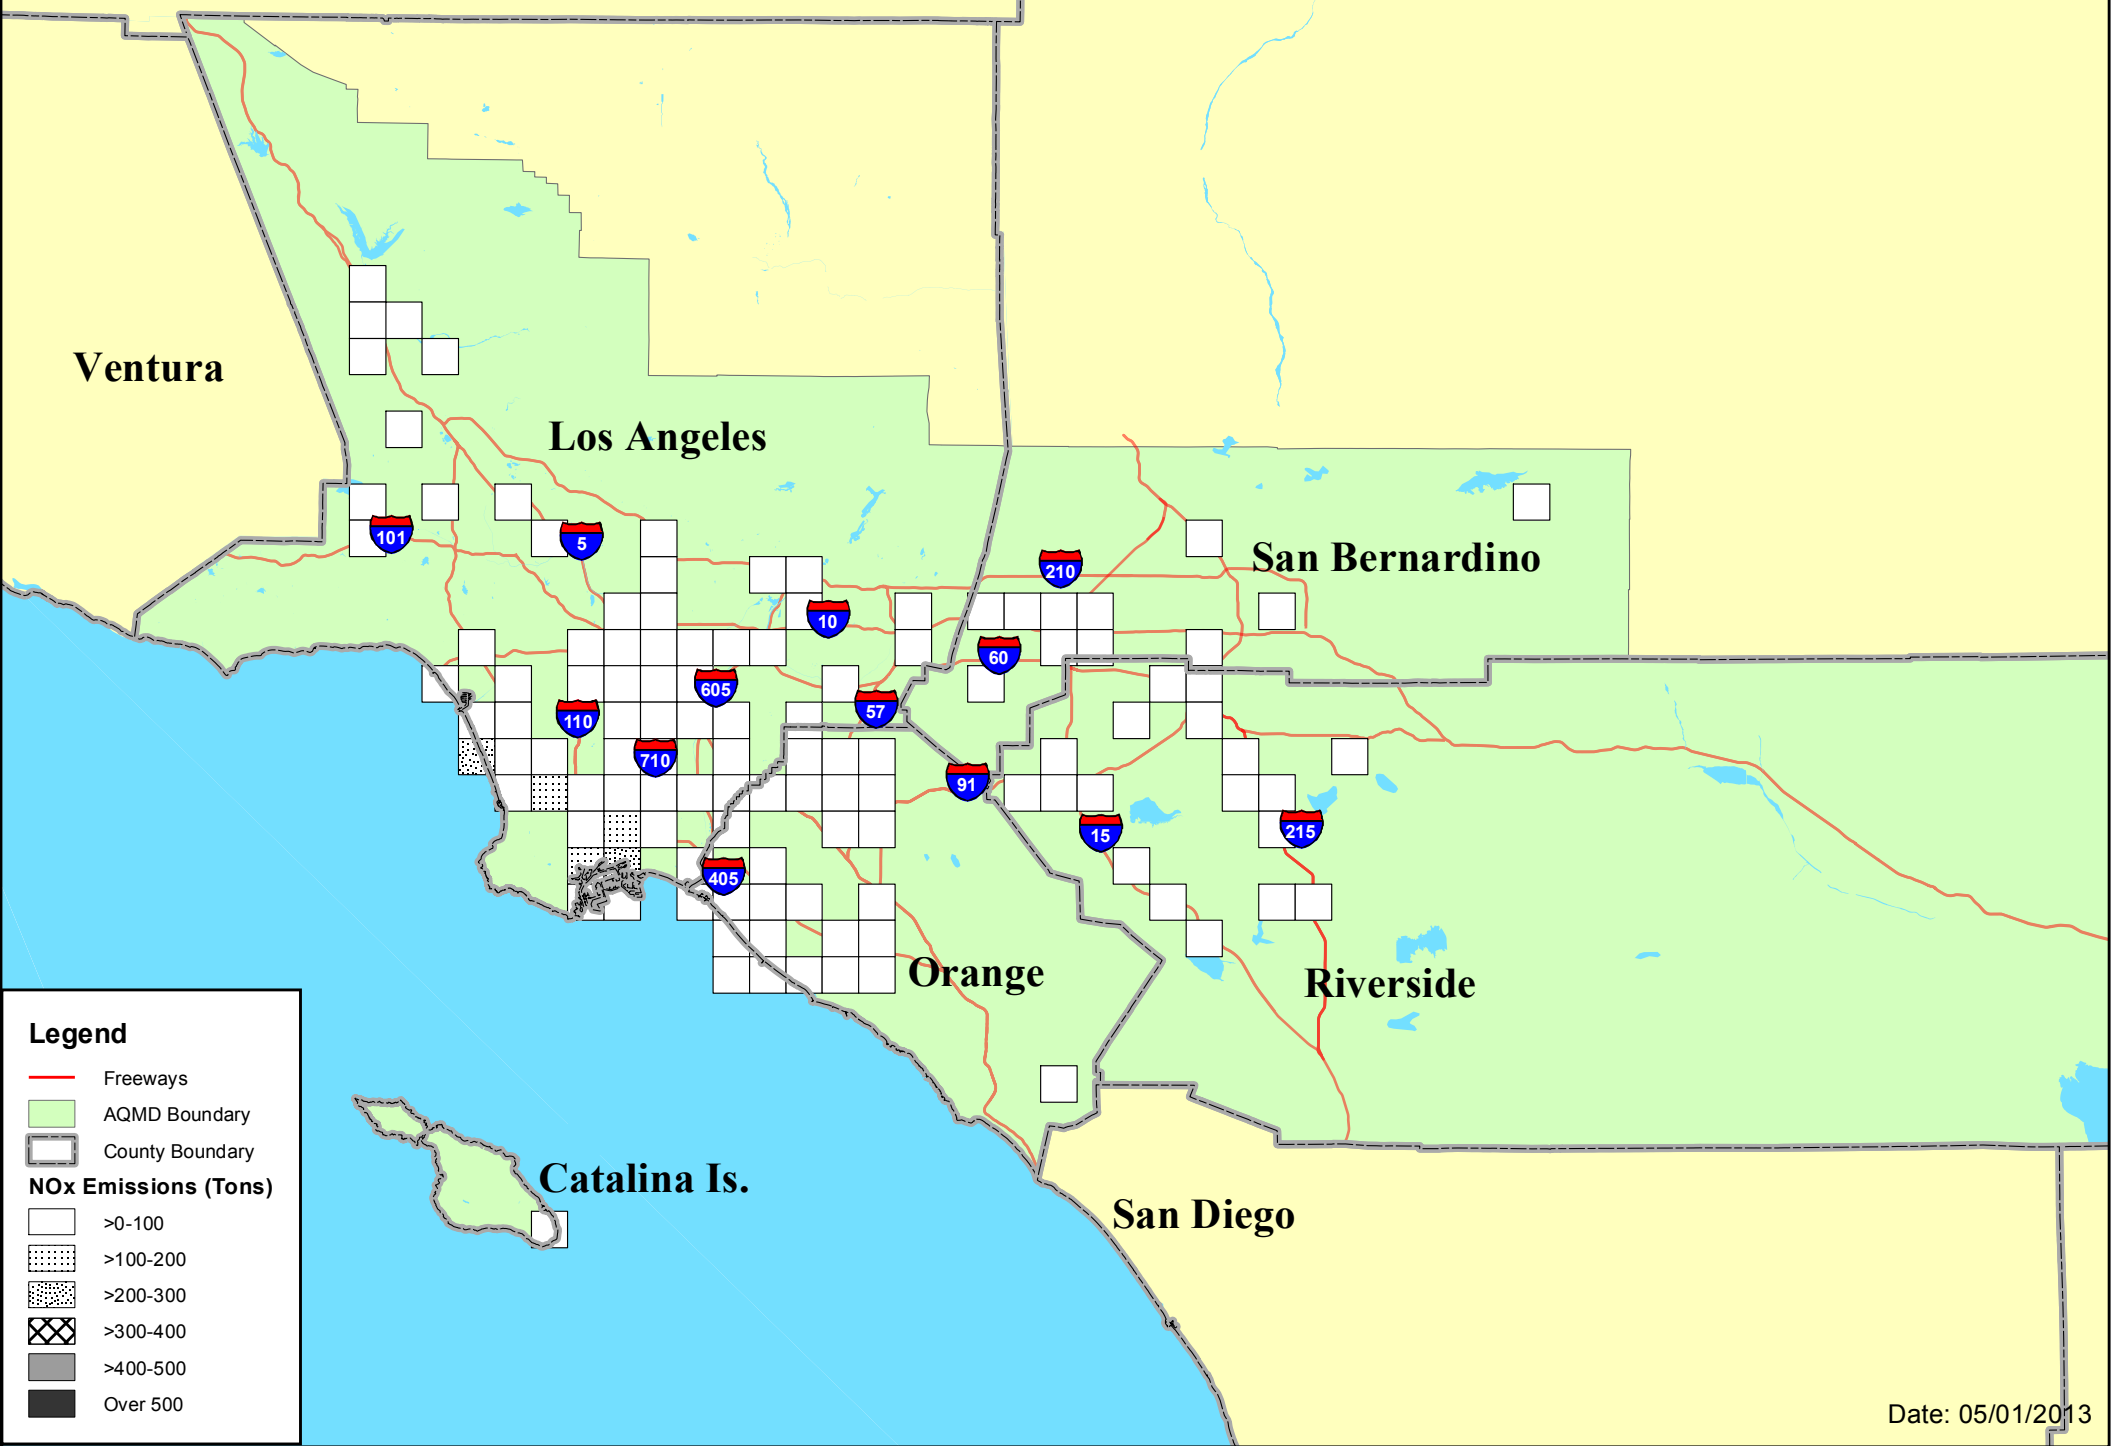 Ventura
Los Angeles
101
5
210
San Bernardino
10
60
605
57
110
710
91
15
215
405
Orange
Riverside
Legend
Freeways
AQMD Boundary
County Boundary
NOx Emissions (Tons)
>0-100
>100-200
>200-300
>300-400
>400-500
Over 500
Catalina Is.
San Diego
Date: 05/01/2013